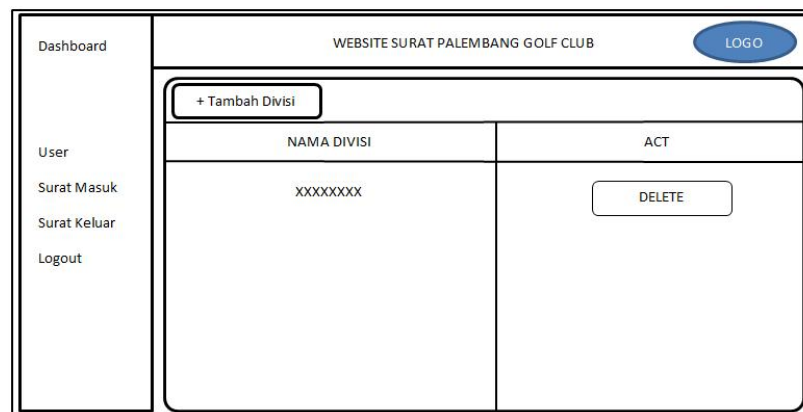 Dashboard
WEBSITE SURAT PALEMBANG GOLF CLUB
LOGO
User
Surat Masuk
Surat Keluar
Logout
+ Tambah Divisi
NAMA DIVISI
ACT
XXXXXXXX
DELETE